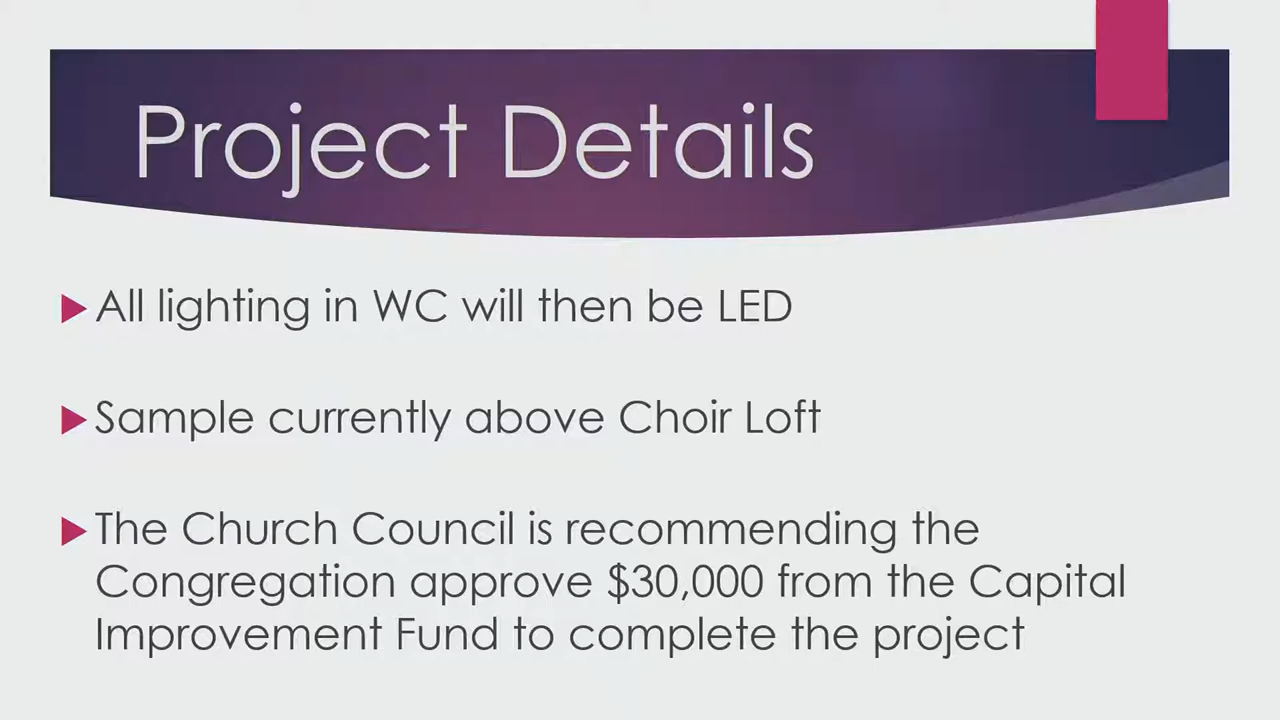 Project Details
All lighting in WC will then be LED
Sample currently above Choir Loft
The Church Council is recommending the
Congregation approve $30,000 from the Capital
Improvement Fund to complete the project